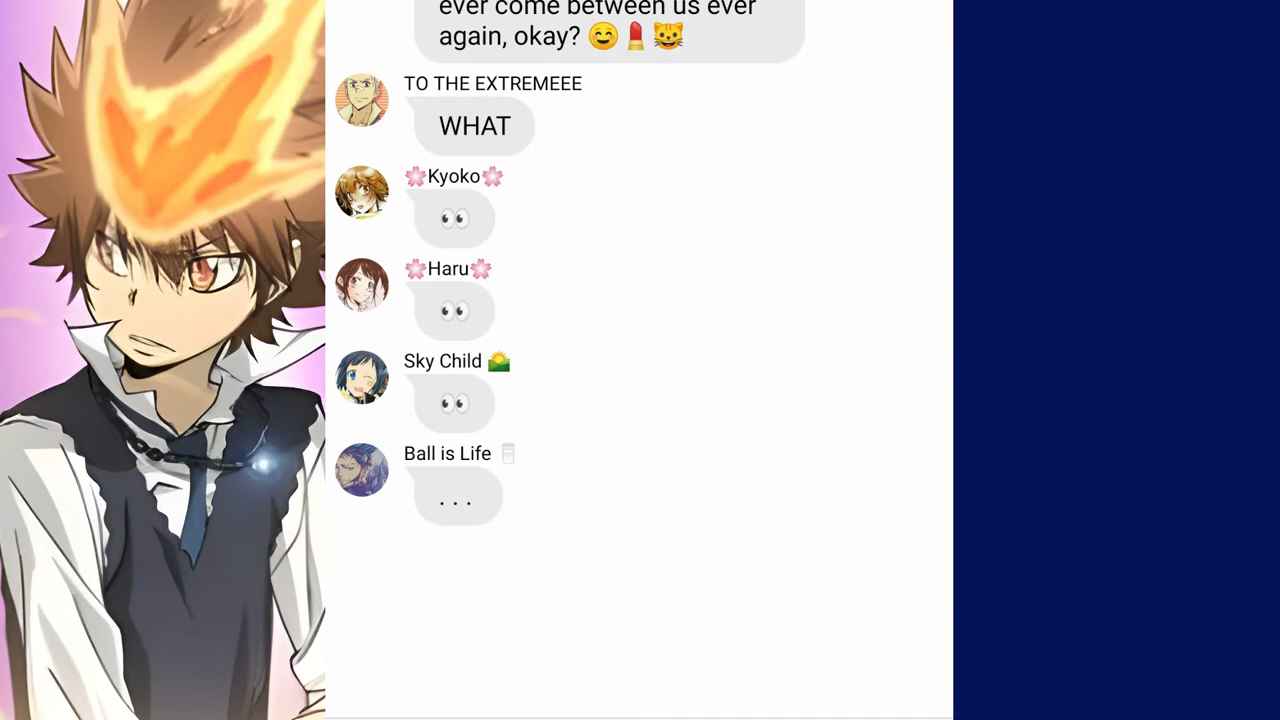 ever come between us ever
again, okay? 😊💄😺
TO THE EXTREMEEE
WHAT
🌸Kyoko🌸
👀
🌸Haru🌸
👀
Sky Child 🌄
👀
Ball is Life 🥛
. . .